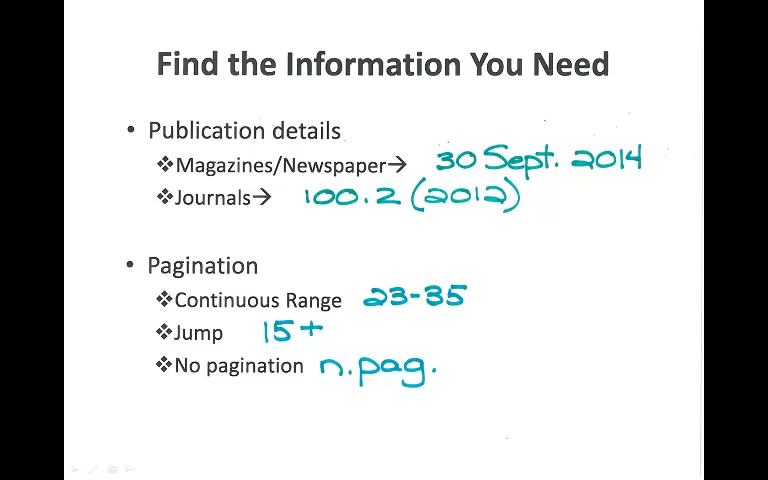 Find the Information You Need
• Publication details
❖Magazines/Newspaper→ 30 Sept. 2014
❖Journals→ 100.2 (2012)
• Pagination
❖Continuous Range 23-35
❖Jump 15+
❖No pagination n.pag.